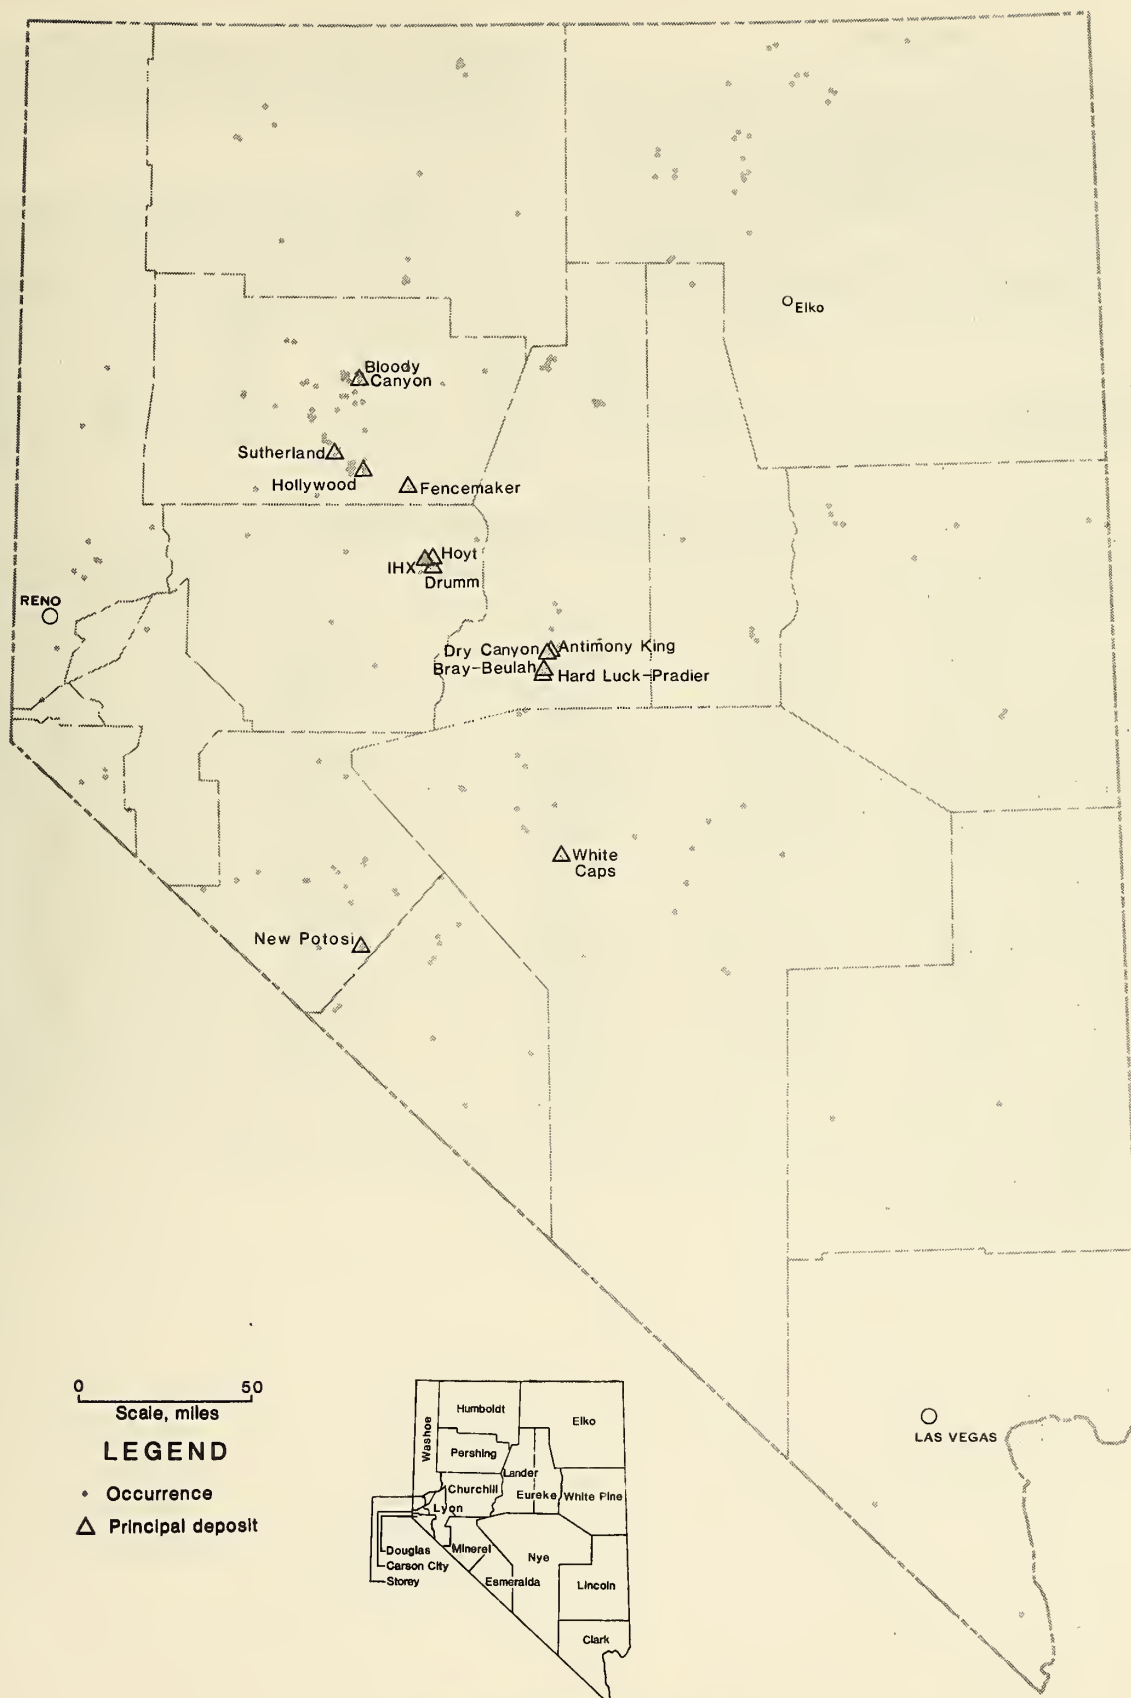 Elko
Bloody
Canyon
Sutherland
Hollywood
Fencemaker
Hoyt
IHX
Drumm
RENO
Dry Canyon
Antimony King
Bray-Beulah
Hard Luck-Pradier
White
Caps
New Potosi
0 50
Scale, miles
LEGEND
Occurrence
Principal deposit
LAS VEGAS
Washoe
Humboldt
Elko
Pershing
Lander
Churchill
Eureka
White Pine
Lyon
Douglas
Carson City
Storey
Minerel
Nye
Esmeralda
Lincoln
Clark